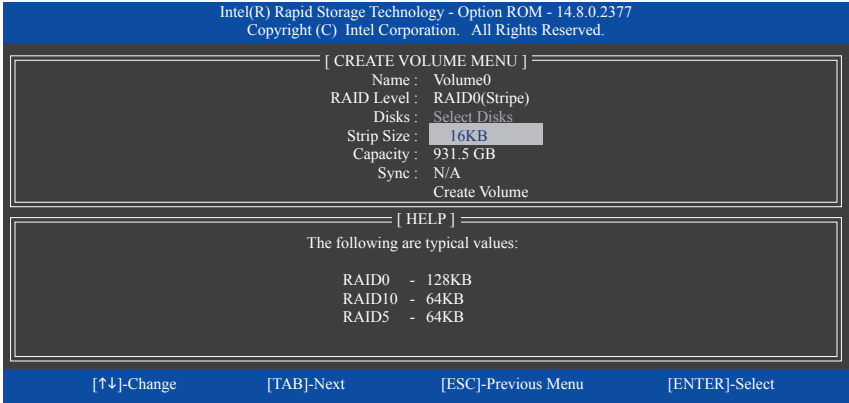 Intel(R) Rapid Storage Technology - Option ROM - 14.8.0.2377
Copyright (C) Intel Corporation. All Rights Reserved.
[ CREATE VOLUME MENU ]
Name : Volume0
RAID Level : RAID0(Stripe)
Disks : Select Disks
Strip Size : 16KB
Capacity : 931.5 GB
Sync : N/A
Create Volume
[ HELP ]
The following are typical values:
RAID0 - 128KB
RAID10 - 64KB
RAID5 - 64KB
[↑↓]-Change [TAB]-Next [ESC]-Previous Menu [ENTER]-Select